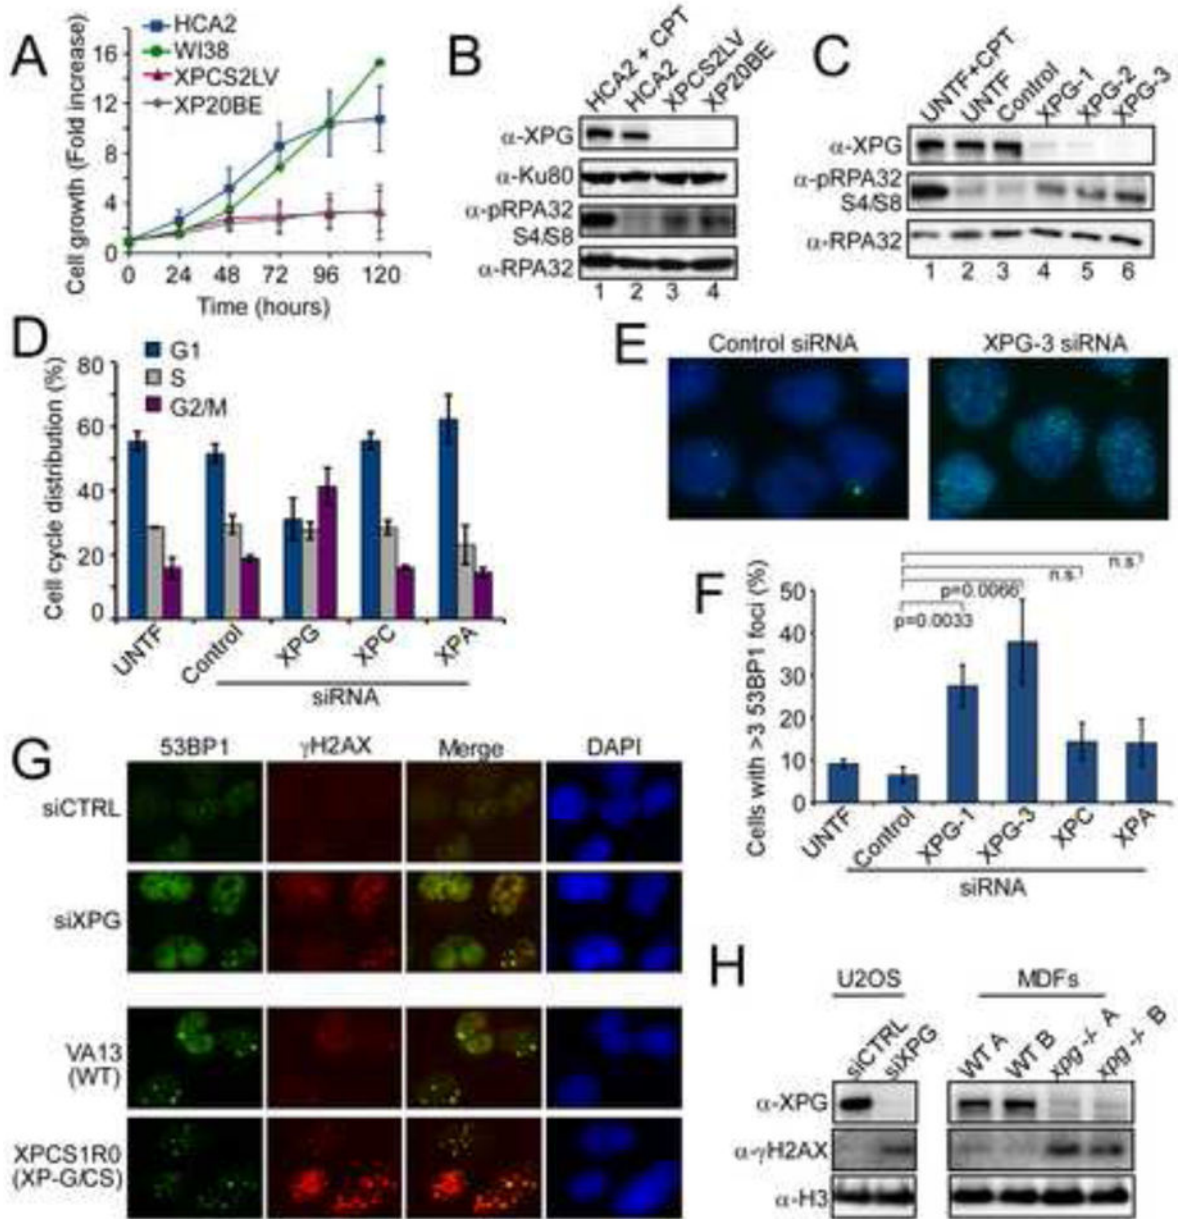 A
HCA2
WI38
XPCS2LV
XP20BE
Cell growth (Fold increase)
16
12
8
4
0
0 24 48 72 96 120
Time (hours)
B
HCA2 + CPT
HCA2
XPCS2LV
XP20BE
α-XPG
α-Ku80
α-pRPA32
S4/S8
α-RPA32
1 2 3 4
C
UNTF+CPT
UNTF
Control
XPG-1
XPG-2
XPG-3
α-XPG
α-pRPA32
S4/S8
α-RPA32
1 2 3 4 5 6
D
G1
S
G2/M
Cell cycle distribution (%)
80
60
40
20
0
UNTF
Control
XPG
XPC
XPA
siRNA
E
Control siRNA
XPG-3 siRNA
F
Cells with >3 53BP1 foci (%)
50
40
30
20
10
0
n.s.
n.s.
p=0.0066
p=0.0033
UNTF
Control
XPG-1
XPG-3
XPC
XPA
siRNA
G
53BP1 γH2AX Merge DAPI
siCTRL
siXPG
VA13
(WT)
XPCS1R0
(XP-G/CS)
H
U2OS MDFs
siCTRL
siXPG
WT A
WT B
xpg -/- A
xpg -/- B
α-XPG
α-γH2AX
α-H3